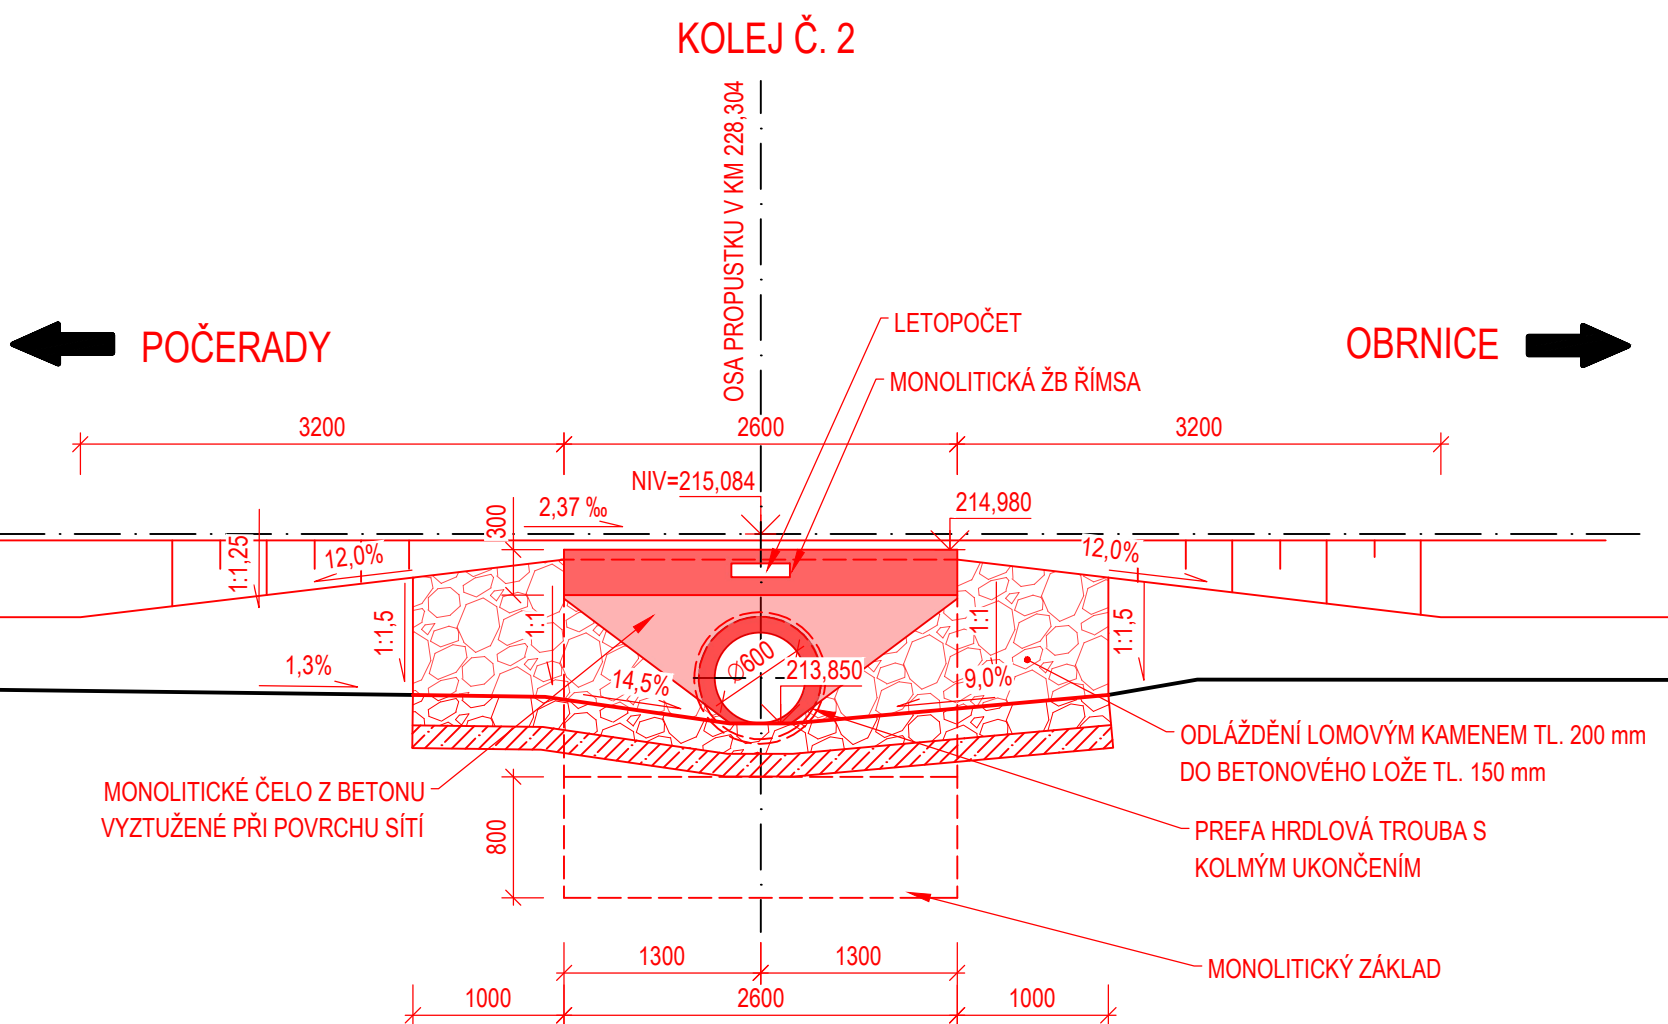 KOLEJ Č. 2
OSA PROPUSTKU V KM 228,304
LETOPOČET
POČERADY
OBRNICE
MONOLITICKÁ ŽB ŘÍMSA
3200
2600
3200
NIV=215,084
214,980
2,37 ‰
300
1:1,25
12,0%
12,0%
1:1,5
1:1
1:1
1:1,5
1,3%
14,5%
Ø600
213,850
9,0%
ODLÁŽDĚNÍ LOMOVÝM KAMENEM TL. 200 mm
DO BETONOVÉHO LOŽE TL. 150 mm
MONOLITICKÉ ČELO Z BETONU
VYZTUŽENÉ PŘI POVRCHU SÍTÍ
800
PREFA HRDLOVÁ TROUBA S
KOLMÝM UKONČENÍM
1300
1300
MONOLITICKÝ ZÁKLAD
1000
2600
1000